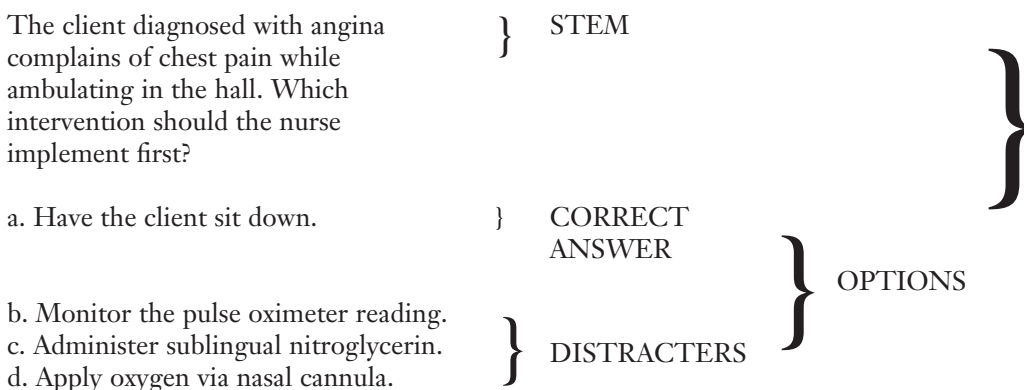 The client diagnosed with angina
complains of chest pain while
ambulating in the hall. Which
intervention should the nurse
implement first?
STEM
a. Have the client sit down.
CORRECT
ANSWER
OPTIONS
b. Monitor the pulse oximeter reading.
c. Administer sublingual nitroglycerin.
d. Apply oxygen via nasal cannula.
DISTRACTERS